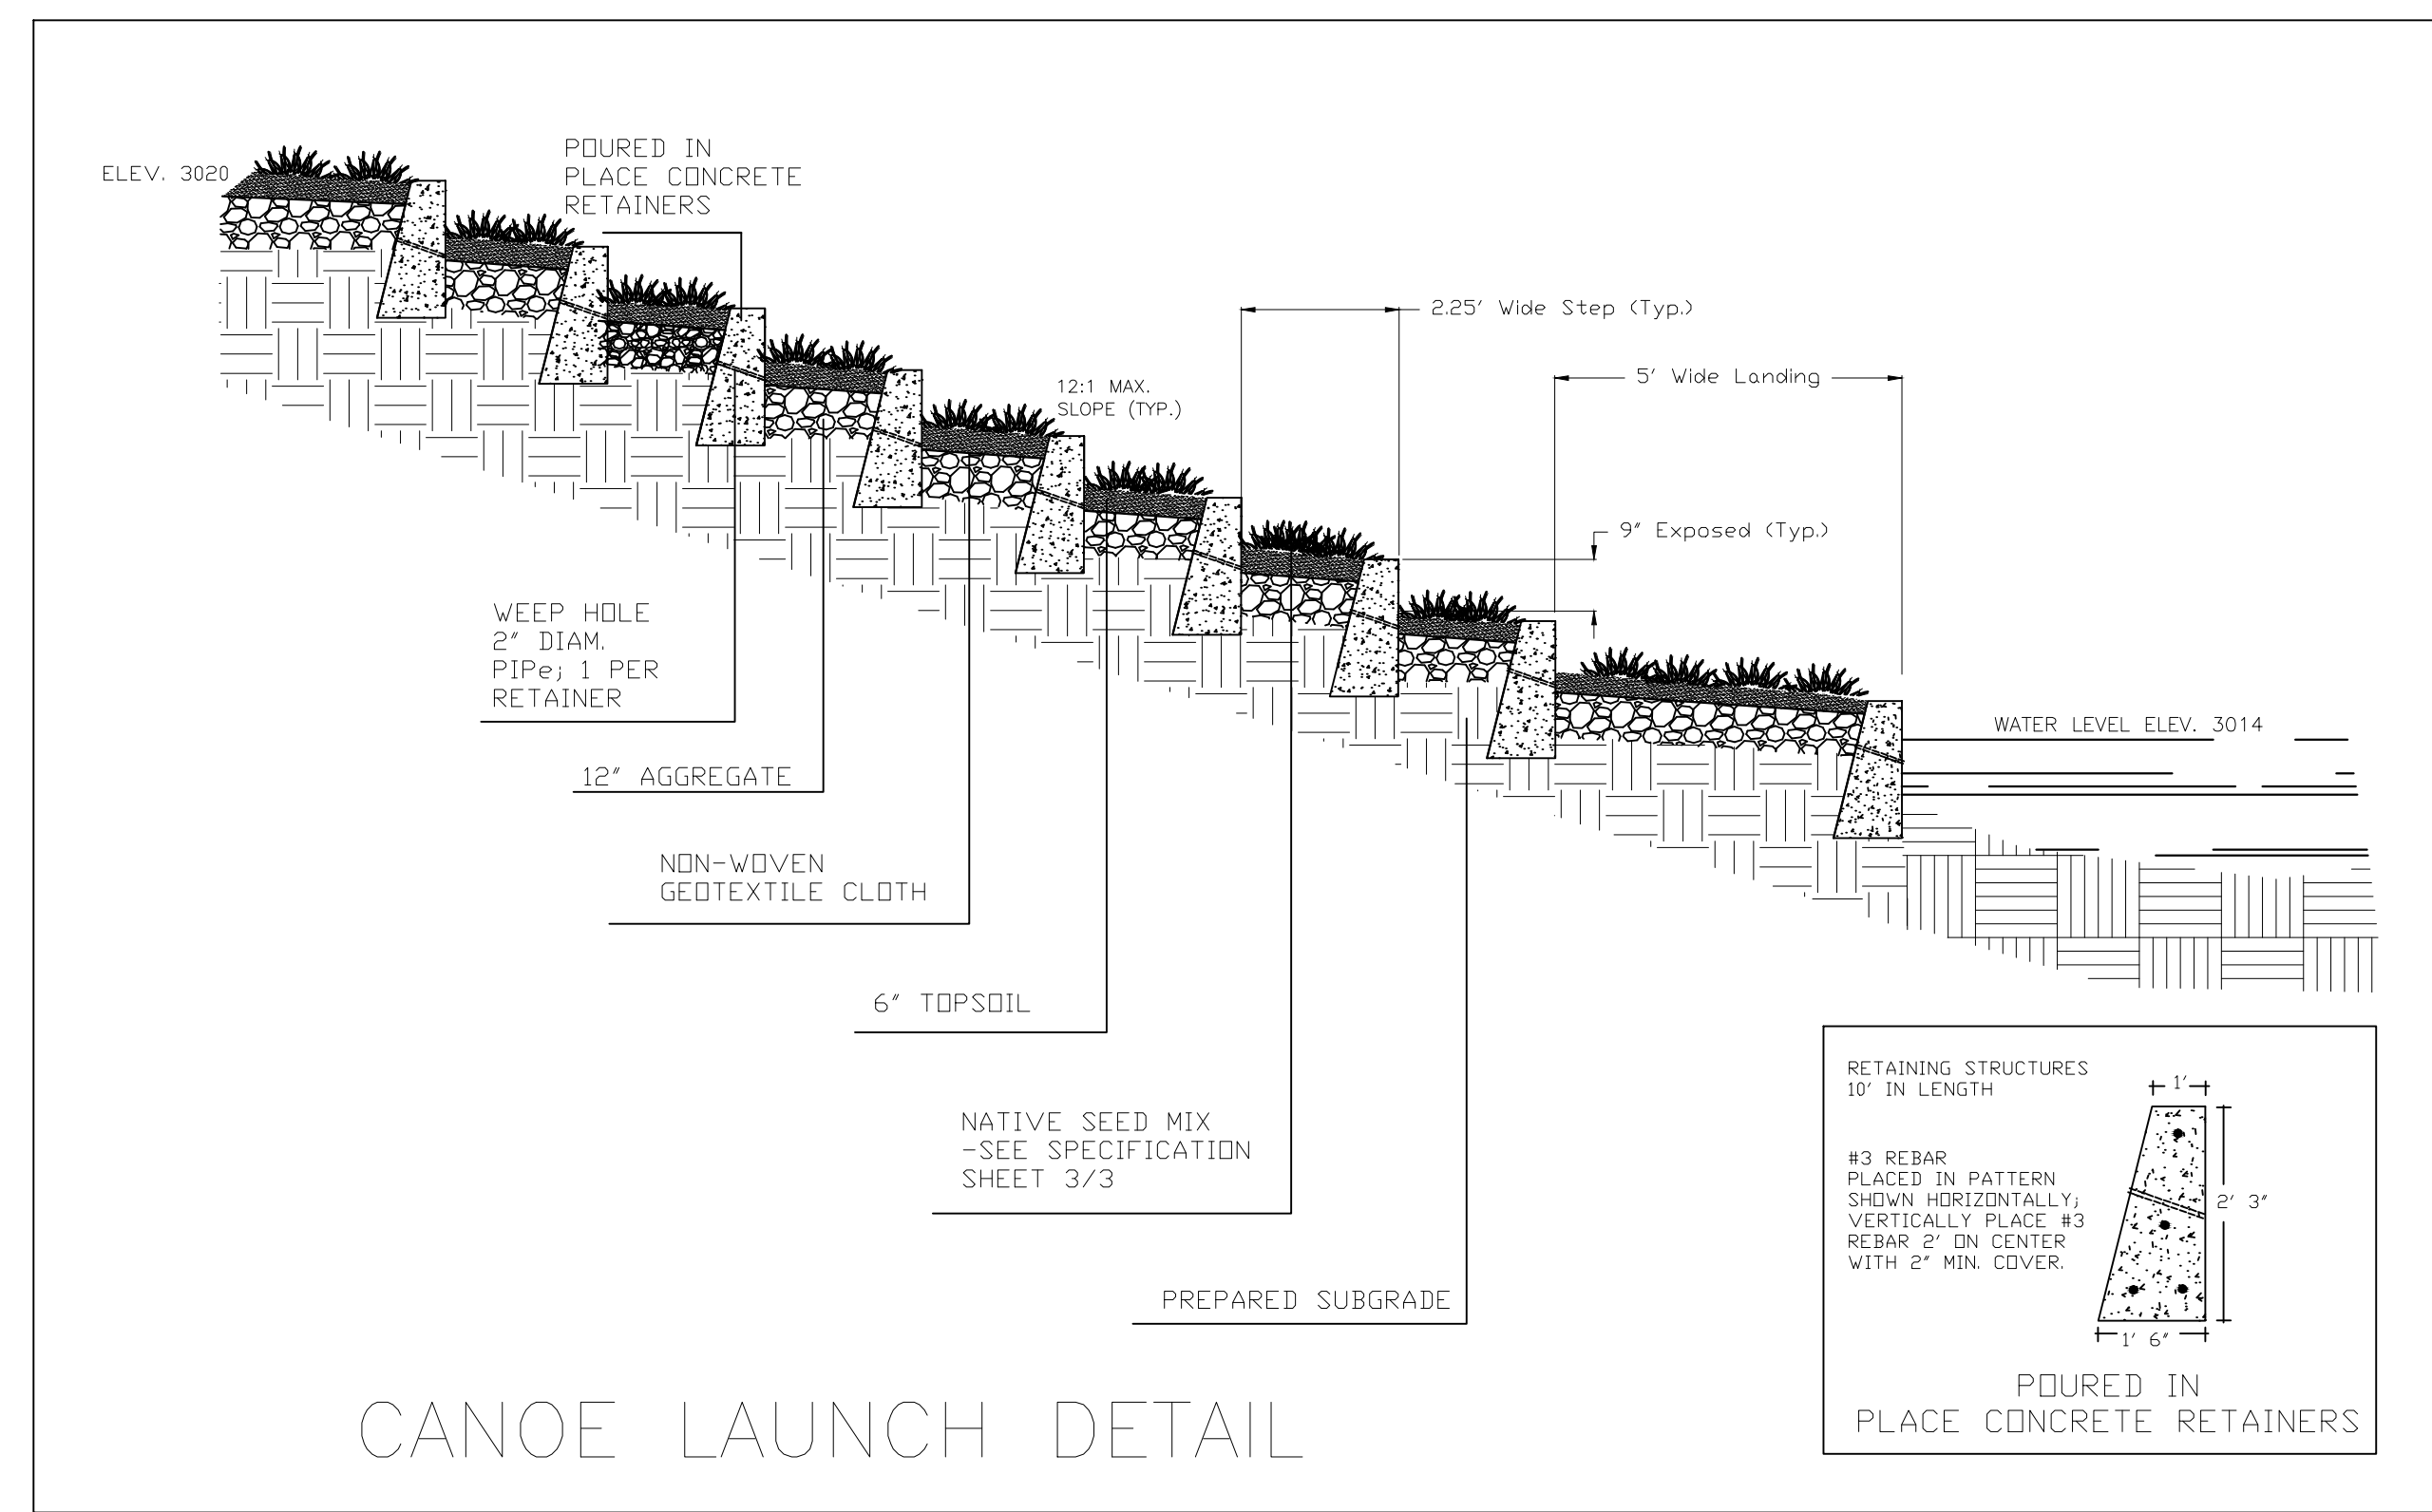 ELEV. 3020
POURED IN
PLACE CONCRETE
RETAINERS
2.25' Wide Step (Typ.)
5' Wide Landing
12:1 MAX.
SLOPE (TYP.)
9" Exposed (Typ.)
WEEP HOLE
2" DIAM.
PIPe; 1 PER
RETAINER
WATER LEVEL ELEV. 3014
12" AGGREGATE
NON-WOVEN
GEOTEXTILE CLOTH
6" TOPSOIL
NATIVE SEED MIX
-SEE SPECIFICATION
SHEET 3/3
PREPARED SUBGRADE
RETAINING STRUCTURES
10' IN LENGTH
#3 REBAR
PLACED IN PATTERN
SHOWN HORIZONTALLY;
VERTICALLY PLACE #3
REBAR 2' ON CENTER
WITH 2" MIN. COVER.
1'
2' 3"
1' 6"
POURED IN
PLACE CONCRETE RETAINERS
CANOE LAUNCH DETAIL